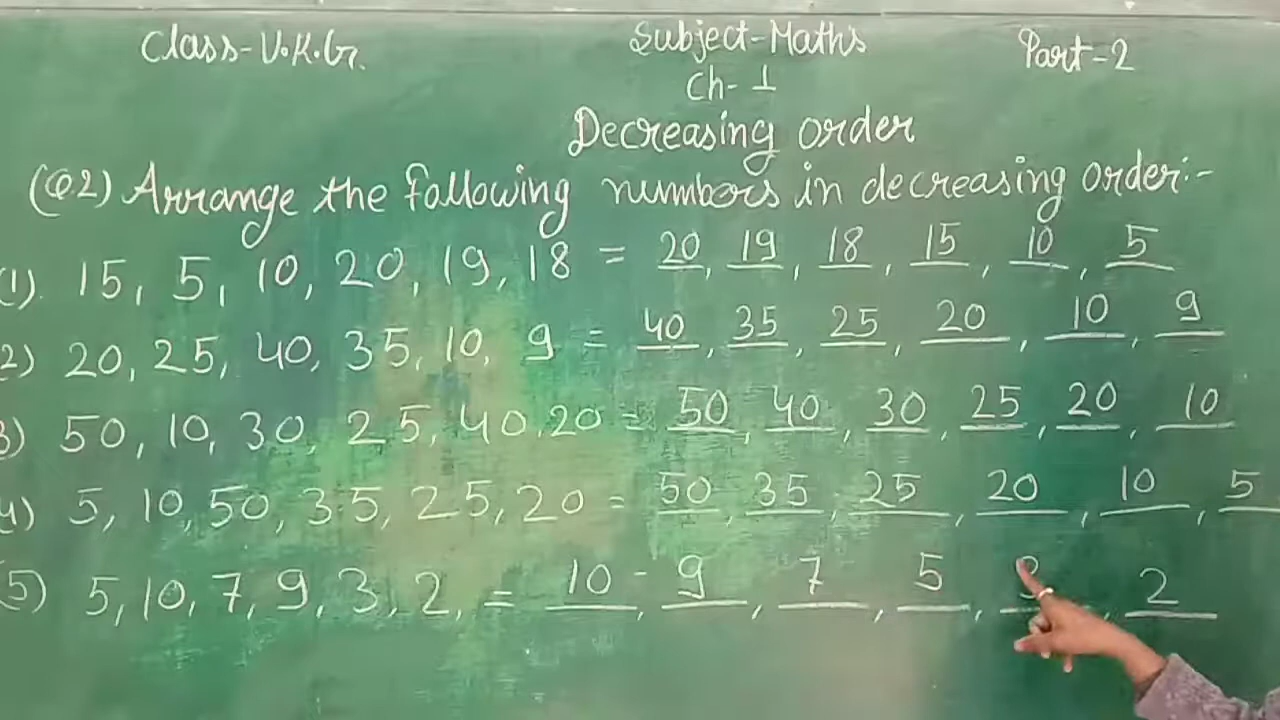 Class-U.K.G. Subject-Maths Part-2
Ch-1
Decreasing order
(Q2) Arrange the following numbers in decreasing order:-
(1). 15, 5, 10, 20, 19, 18 = 20, 19, 18, 15, 10, 5
2) 20, 25, 40, 35, 10, 9 = 40, 35, 25, 20, 10, 9
3) 50, 10, 30, 25, 40, 20 = 50, 40, 30, 25, 20, 10
4) 5, 10, 50, 35, 25, 20 = 50, 35, 25, 20, 10, 5
(5) 5, 10, 7, 9, 3, 2, = 10 - 9, 7, 5, 3, 2